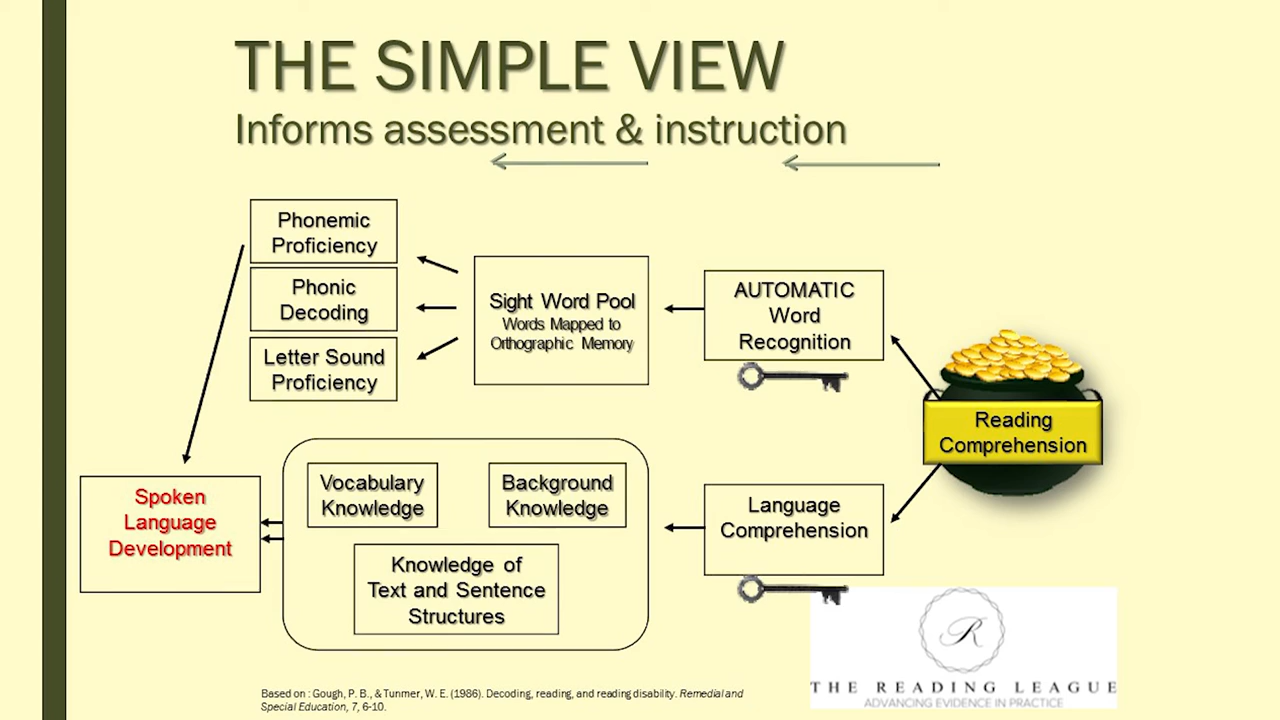 THE SIMPLE VIEW
Informs assessment & instruction
Phonemic
Proficiency
Phonic
Decoding
Letter Sound
Proficiency
Sight Word Pool
Words Mapped to
Orthographic Memory
AUTOMATIC
Word
Recognition
Reading
Comprehension
Spoken
Language
Development
Vocabulary
Knowledge
Background
Knowledge
Knowledge of
Text and Sentence
Structures
Language
Comprehension
R
THE READING LEAGUE
ADVANCING EVIDENCE IN PRACTICE
Based on : Gough, P. B., & Tunmer, W. E. (1986). Decoding, reading, and reading disability. Remedial and
Special Education, 7, 6-10.